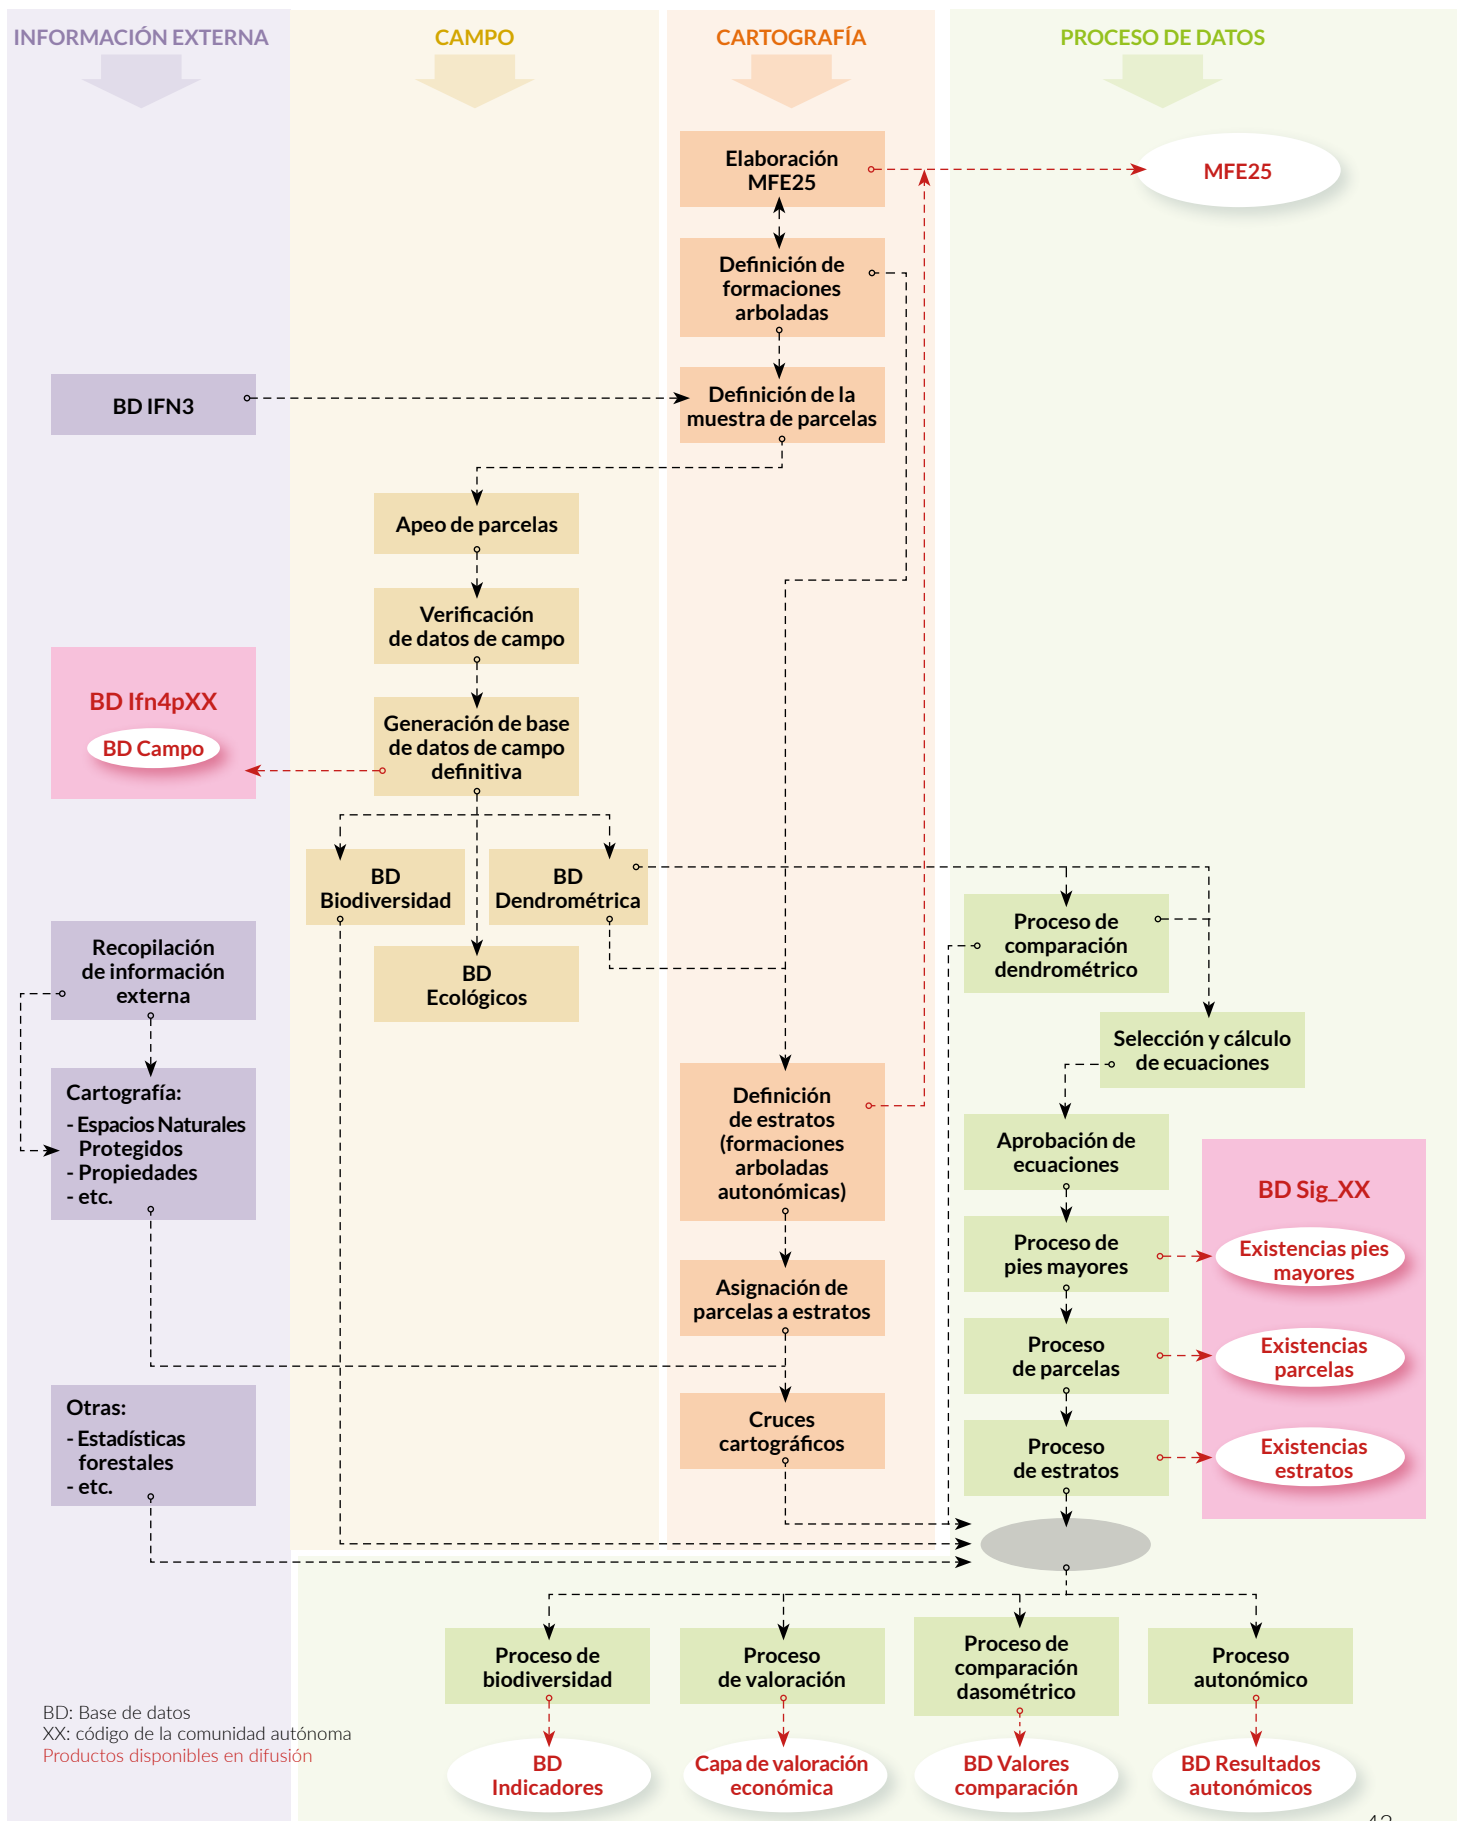 INFORMACIÓN EXTERNA
CAMPO
CARTOGRAFÍA
PROCESO DE DATOS
Elaboración
MFE25
MFE25
Definición de
formaciones
arboladas
BD IFN3
Definición de la
muestra de parcelas
Apeo de parcelas
Verificación
de datos de campo
BD Ifn4pXX
BD Campo
Generación de base
de datos de campo
definitiva
BD
Biodiversidad
BD
Dendrométrica
BD
Ecológicos
Proceso de
comparación
dendrométrico
Recopilación
de información
externa
Selección y cálculo
de ecuaciones
Cartografía:
- Espacios Naturales
Protegidos
- Propiedades
- etc.
Definición
de estratos
(formaciones
arboladas
autonómicas)
Aprobación de
ecuaciones
BD Sig_XX
Proceso de
pies mayores
Existencias pies
mayores
Asignación de
parcelas a estratos
Proceso
de parcelas
Existencias
parcelas
Otras:
- Estadísticas
forestales
- etc.
Cruces
cartográficos
Proceso
de estratos
Existencias
estratos
Proceso de
biodiversidad
Proceso
de valoración
Proceso de
comparación
dasométrico
Proceso
autonómico
BD
Indicadores
Capa de valoración
económica
BD Valores
comparación
BD Resultados
autonómicos
BD: Base de datos
XX: código de la comunidad autónoma
Productos disponibles en difusión